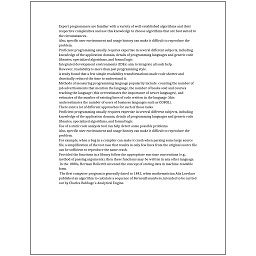 Expert programmers are familiar with a variety of well-established algorithms and their
respective complexities and use this knowledge to choose algorithms that are best suited to
the circumstances.
Also, specific user environment and usage history can make it difficult to reproduce the
problem.
Proficient programming usually requires expertise in several different subjects, including
knowledge of the application domain, details of programming languages and generic code
libraries, specialized algorithms, and formal logic.
Integrated development environments (IDEs) aim to integrate all such help.
However, readability is more than just programming style.
A study found that a few simple readability transformations made code shorter and
drastically reduced the time to understand it.
Methods of measuring programming language popularity include: counting the number of
job advertisements that mention the language, the number of books sold and courses
teaching the language (this overestimates the importance of newer languages), and
estimates of the number of existing lines of code written in the language (this
underestimates the number of users of business languages such as COBOL).
There exist a lot of different approaches for each of those tasks.
Proficient programming usually requires expertise in several different subjects, including
knowledge of the application domain, details of programming languages and generic code
libraries, specialized algorithms, and formal logic.
Use of a static code analysis tool can help detect some possible problems.
Also, specific user environment and usage history can make it difficult to reproduce the
problem.
For example, when a bug in a compiler can make it crash when parsing some large source
file, a simplification of the test case that results in only few lines from the original source file
can be sufficient to reproduce the same crash.
Provided the functions in a library follow the appropriate run-time conventions (e.g.,
method of passing arguments), then these functions may be written in any other language.
In the 1880s, Herman Hollerith invented the concept of storing data in machine-readable
form.
The first computer program is generally dated to 1843, when mathematician Ada Lovelace
published an algorithm to calculate a sequence of Bernoulli numbers, intended to be carried
out by Charles Babbage's Analytical Engine.